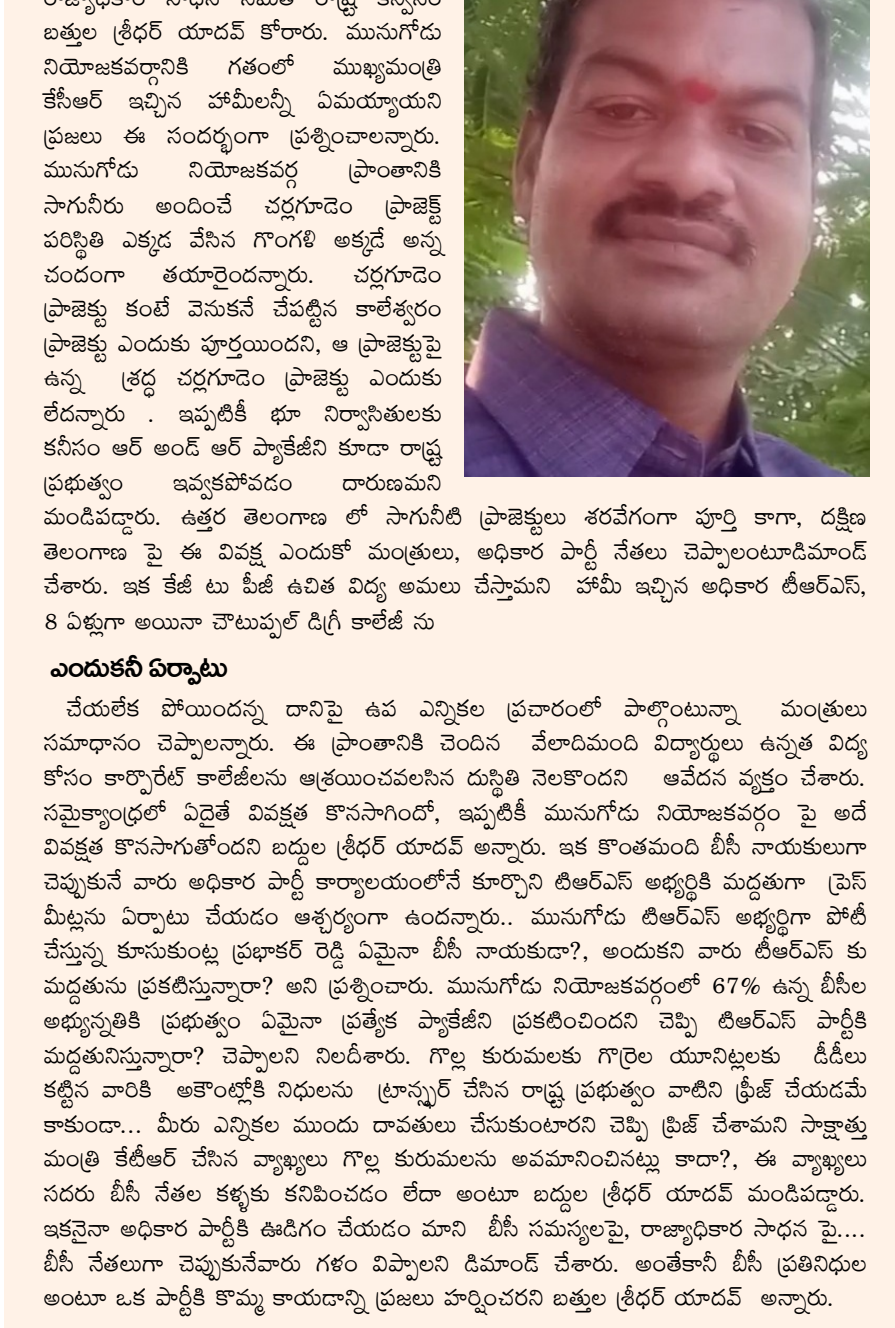 బత్తుల శ్రీధర్ యాదవ్ కోరారు. మునుగోడు
నియోజకవర్గానికి గతంలో ముఖ్యమంత్రి
కేసీఆర్ ఇచ్చిన హామీలన్నీ ఏమయ్యాయని
ప్రజలు ఈ సందర్భంగా ప్రశ్నించాలన్నారు.
మునుగోడు నియోజకవర్గ ప్రాంతానికి
సాగునీరు అందించే చర్లగూడెం ప్రాజెక్ట్
పరిస్థితి ఎక్కడ వేసిన గొంగళి అక్కడే అన్న
చందంగా తయారైందన్నారు. చర్లగూడెం
ప్రాజెక్టు కంటే వెనుకనే చేపట్టిన కాలేశ్వరం
ప్రాజెక్టు ఎందుకు పూర్తయిందని, ఆ ప్రాజెక్టుపై
ఉన్న శ్రద్ధ చర్లగూడెం ప్రాజెక్టు ఎందుకు
లేదన్నారు . ఇప్పటికీ భూ నిర్వాసితులకు
కనీసం ఆర్ అండ్ ఆర్ ప్యాకేజీని కూడా రాష్ట్ర
ప్రభుత్వం ఇవ్వకపోవడం దారుణమని
మండిపడ్డారు. ఉత్తర తెలంగాణ లో సాగునీటి ప్రాజెక్టులు శరవేగంగా పూర్తి కాగా, దక్షిణ
తెలంగాణ పై ఈ వివక్ష ఎందుకో మంత్రులు, అధికార పార్టీ నేతలు చెప్పాలంటూడిమాండ్
చేశారు. ఇక కేజీ టు పీజీ ఉచిత విద్య అమలు చేస్తామని హామీ ఇచ్చిన అధికార టీఆర్ఎస్,
8 ఏళ్లుగా అయినా చౌటుప్పల్ డిగ్రీ కాలేజీ ను
ఎందుకనీ ఏర్పాటు
చేయలేక పోయిందన్న దానిపై ఉప ఎన్నికల ప్రచారంలో పాల్గొంటున్నా మంత్రులు
సమాధానం చెప్పాలన్నారు. ఈ ప్రాంతానికి చెందిన వేలాదిమంది విద్యార్థులు ఉన్నత విద్య
కోసం కార్పొరేట్ కాలేజీలను ఆశ్రయించవలసిన దుస్థితి నెలకొందని ఆవేదన వ్యక్తం చేశారు.
సమైక్యాంధ్రలో ఏదైతే వివక్షత కొనసాగిందో, ఇప్పటికీ మునుగోడు నియోజకవర్గం పై అదే
వివక్షత కొనసాగుతోందని బద్దుల శ్రీధర్ యాదవ్ అన్నారు. ఇక కొంతమంది బీసీ నాయకులుగా
చెప్పుకునే వారు అధికార పార్టీ కార్యాలయంలోనే కూర్చొని టిఆర్ఎస్ అభ్యర్థికి మద్దతుగా ప్రెస్
మీట్లను ఏర్పాటు చేయడం ఆశ్చర్యంగా ఉందన్నారు.. మునుగోడు టిఆర్ఎస్ అభ్యర్థిగా పోటీ
చేస్తున్న కూసుకుంట్ల ప్రభాకర్ రెడ్డి ఏమైనా బీసీ నాయకుడా?, అందుకని వారు టీఆర్ఎస్ కు
మద్దతును ప్రకటిస్తున్నారా? అని ప్రశ్నించారు. మునుగోడు నియోజకవర్గంలో 67% ఉన్న బీసీల
అభ్యున్నతికి ప్రభుత్వం ఏమైనా ప్రత్యేక ప్యాకేజీని ప్రకటించిందని చెప్పి టిఆర్ఎస్ పార్టీకి
మద్దతునిస్తున్నారా? చెప్పాలని నిలదీశారు. గొల్ల కురుమలకు గొర్రెల యూనిట్లలకు డీడీలు
కట్టిన వారికి అకౌంట్లోకి నిధులను ట్రాన్స్ఫర్ చేసిన రాష్ట్ర ప్రభుత్వం వాటిని ఫ్రీజ్ చేయడమే
కాకుండా... మీరు ఎన్నికల ముందు దావతులు చేసుకుంటారని చెప్పి ప్రిజ్ చేశామని సాక్షాత్తు
మంత్రి కేటీఆర్ చేసిన వ్యాఖ్యలు గొల్ల కురుమలను అవమానించినట్లు కాదా?, ఈ వ్యాఖ్యలు
సదరు బీసీ నేతల కళ్ళకు కనిపించడం లేదా అంటూ బద్దుల శ్రీధర్ యాదవ్ మండిపడ్డారు.
ఇకనైనా అధికార పార్టీకి ఊడిగం చేయడం మాని బీసీ సమస్యలపై, రాజ్యాధికార సాధన పై....
బీసీ నేతలుగా చెప్పుకునేవారు గళం విప్పాలని డిమాండ్ చేశారు. అంతేకానీ బీసీ ప్రతినిధుల
అంటూ ఒక పార్టీకి కొమ్మ కాయడాన్ని ప్రజలు హర్షించరని బత్తుల శ్రీధర్ యాదవ్ అన్నారు.